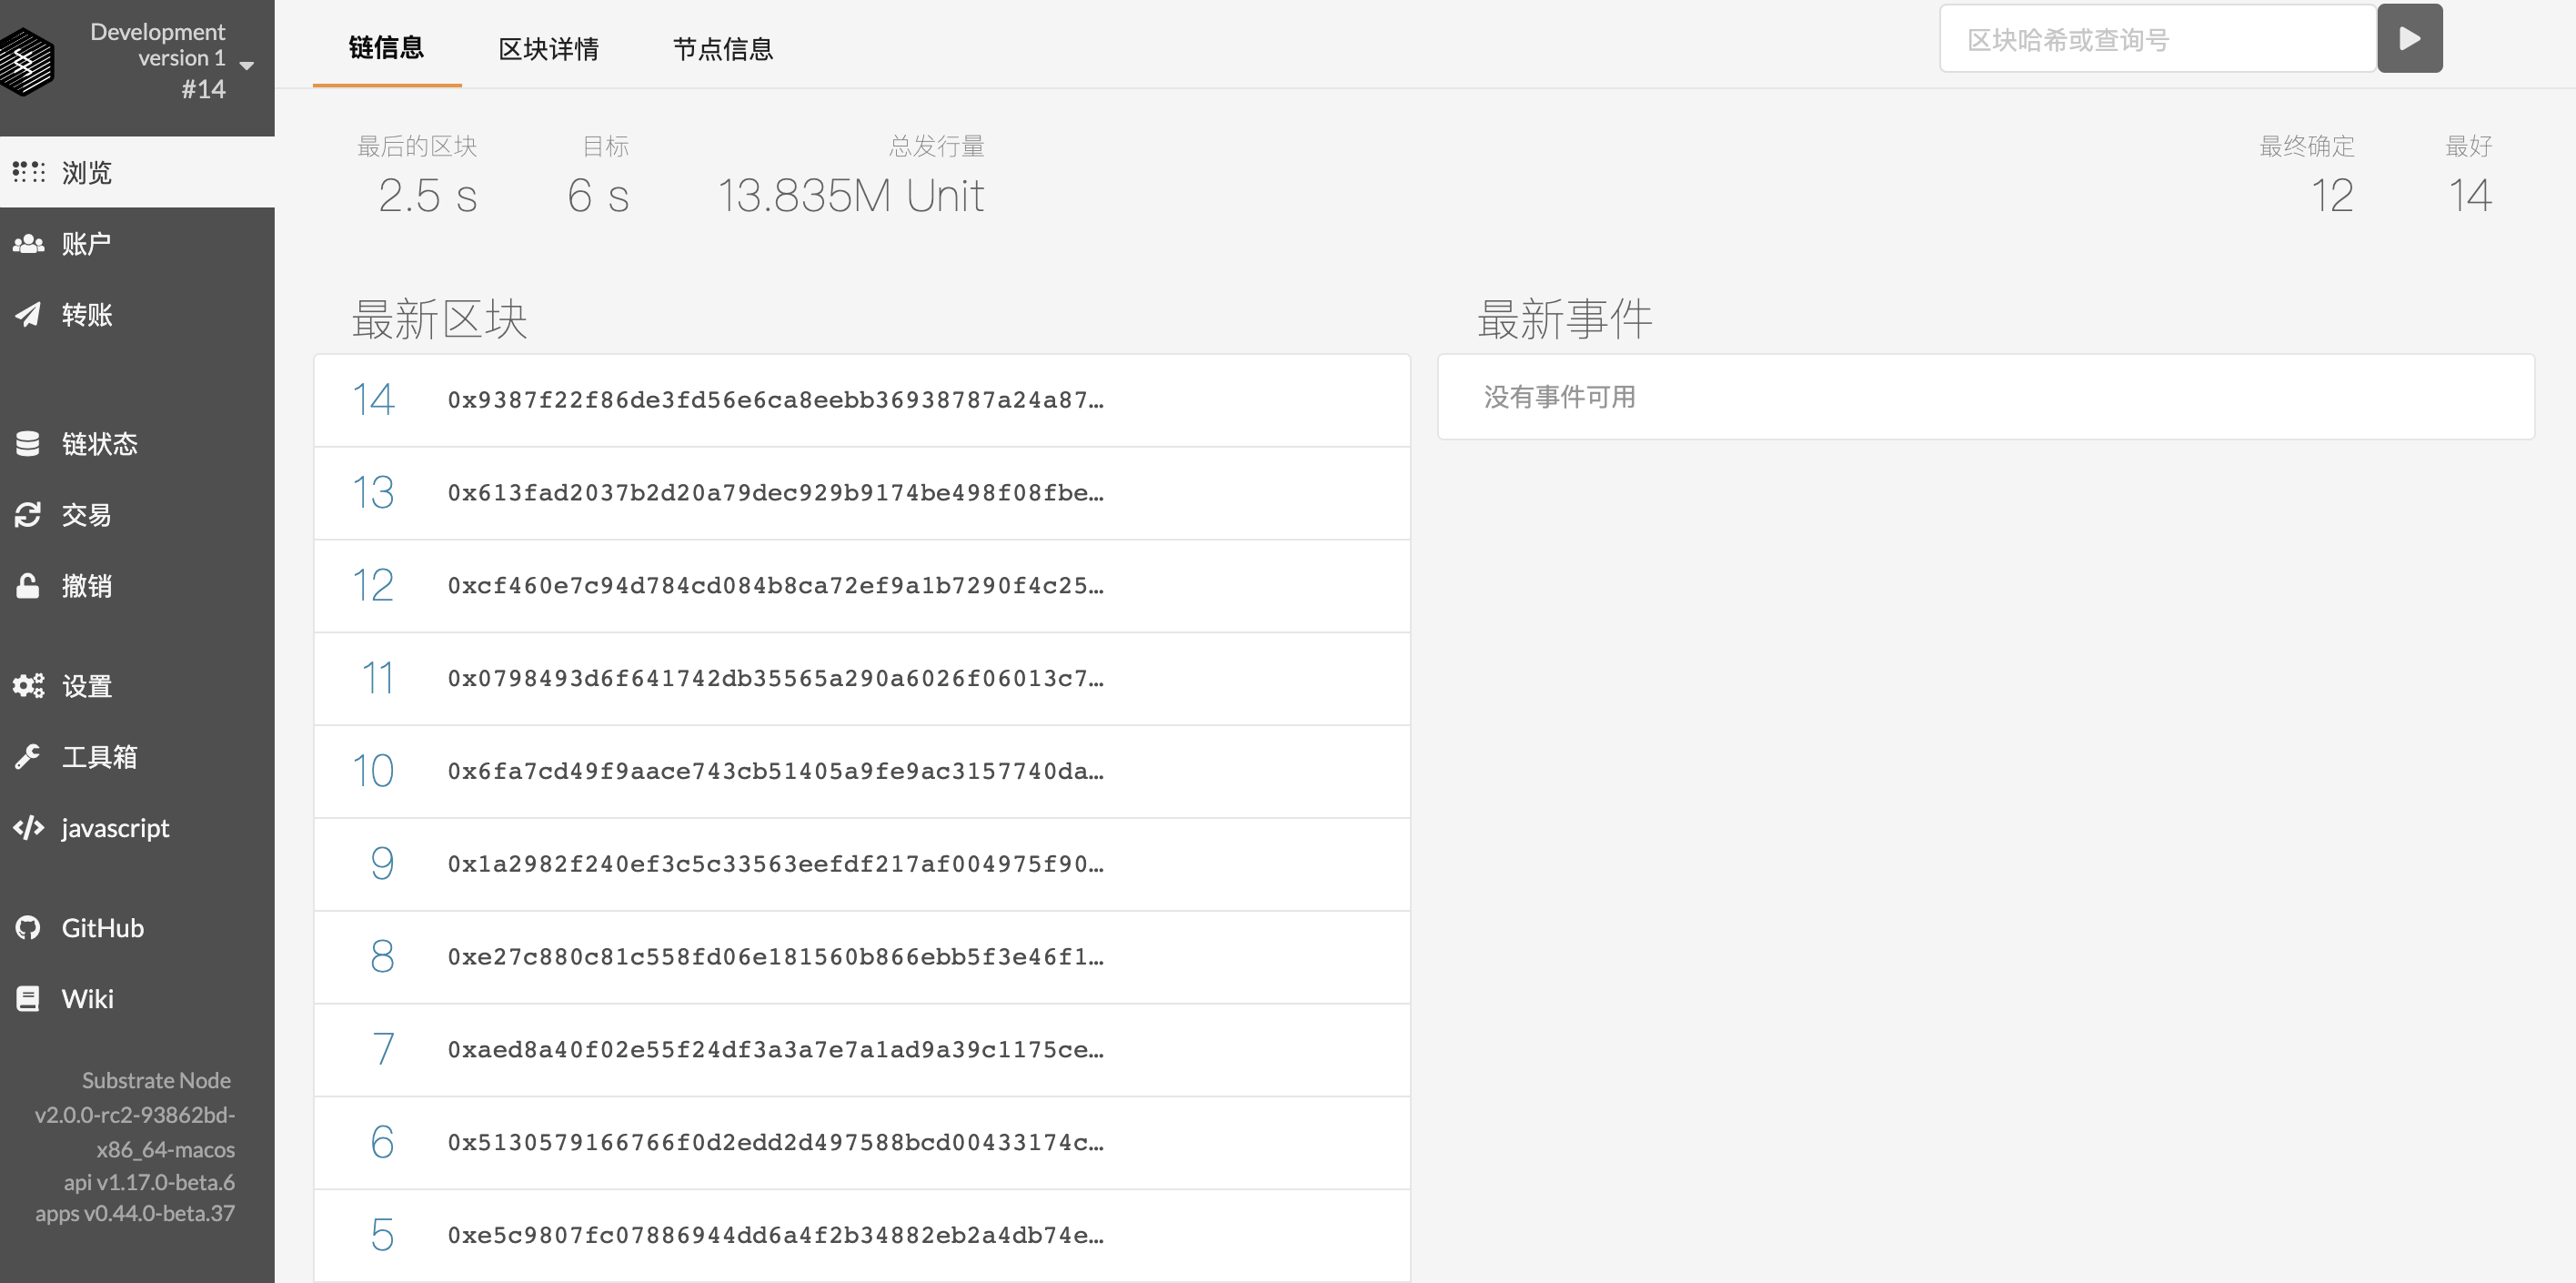 Development
version 1
#14
浏览
账户
转账
链状态
交易
撤销
设置
工具箱
javascript
GitHub
Wiki
Substrate Node
v2.0.0-rc2-93862bd-
x86_64-macos
api v1.17.0-beta.6
apps v0.44.0-beta.37
链信息 区块详情 节点信息
区块哈希或查询号
最后的区块 目标 总发行量 最终确定 最好
2.5 s 6 s 13.835M Unit 12 14
最新区块
14 0x9387f22f86de3fd56e6ca8eebb36938787a24a87…
13 0x613fad2037b2d20a79dec929b9174be498f08fbe…
12 0xcf460e7c94d784cd084b8ca72ef9a1b7290f4c25…
11 0x0798493d6f641742db35565a290a6026f06013c7…
10 0x6fa7cd49f9aace743cb51405a9fe9ac3157740da…
9 0x1a2982f240ef3c5c33563eefdf217af004975f90…
8 0xe27c880c81c558fd06e181560b866ebb5f3e46f1…
7 0xaed8a40f02e55f24df3a3a7e7a1ad9a39c1175ce…
6 0x5130579166766f0d2edd2d497588bcd00433174c…
5 0xe5c9807fc07886944dd6a4f2b34882eb2a4db74e…
最新事件
没有事件可用